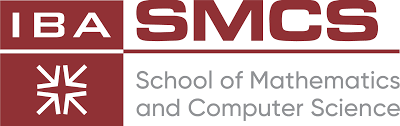 IBA SMCS
School of Mathematics
and Computer Science